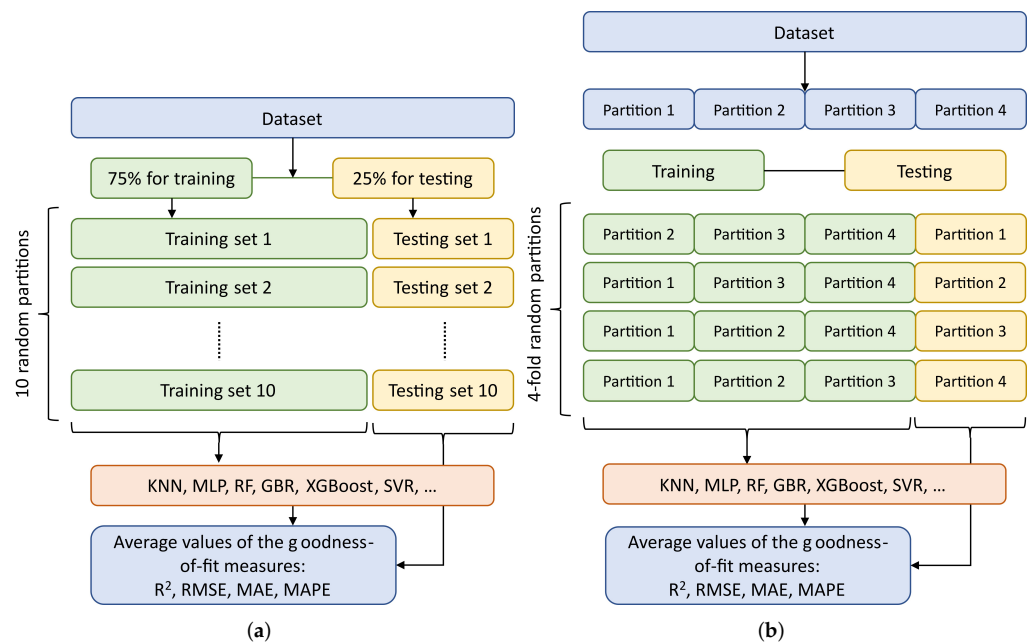 Dataset
75% for training
25% for testing
10 random partitions
Training set 1
Testing set 1
Training set 2
Testing set 2
........
........
Training set 10
Testing set 10
KNN, MLP, RF, GBR, XGBoost, SVR, ...
Average values of the g oodness-
of-fit measures:
R², RMSE, MAE, MAPE
(a)
Dataset
Partition 1
Partition 2
Partition 3
Partition 4
Training
Testing
4-fold random partitions
Partition 2
Partition 3
Partition 4
Partition 1
Partition 1
Partition 3
Partition 4
Partition 2
Partition 1
Partition 2
Partition 4
Partition 3
Partition 1
Partition 2
Partition 3
Partition 4
KNN, MLP, RF, GBR, XGBoost, SVR, ...
Average values of the g oodness-
of-fit measures:
R², RMSE, MAE, MAPE
(b)